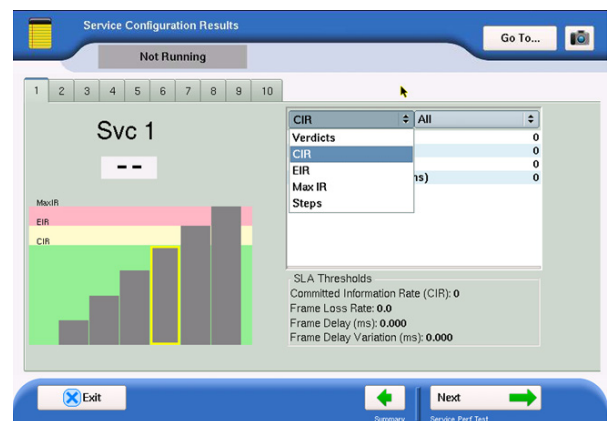 Service Configuration Results
Go To...
Not Running
1 2 3 4 5 6 7 8 9 10
Svc 1
--
MaxIR
EIR
CIR
CIR All
Verdicts 0
CIR 0
EIR 0
Max IR ns) 0
Steps
SLA Thresholds
Committed Information Rate (CIR): 0
Frame Loss Rate: 0.0
Frame Delay (ms): 0.000
Frame Delay Variation (ms): 0.000
Exit
Next
Summary
Service Perf Test